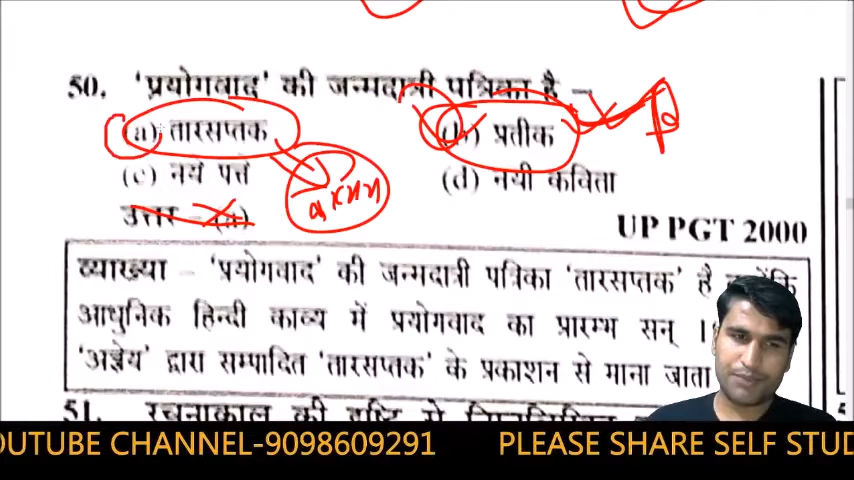 50. 'प्रयोगवाद' की जन्मदात्री पत्रिका है –
(a) तारसप्तक (b) प्रतीक
(c) नये पत्ते (d) नयी कविता
उत्तर – (a)
UP PGT 2000
व्याख्या – 'प्रयोगवाद' की जन्मदात्री पत्रिका 'तारसप्तक' है
आधुनिक हिन्दी काव्य में प्रयोगवाद का प्रारम्भ सन्
'अज्ञेय' द्वारा सम्पादित 'तारसप्तक' के प्रकाशन से माना जाता
51. रचनाकाल की दृष्टि से निम्नलिखित
OUTUBE CHANNEL-9098609291 PLEASE SHARE SELF STUD